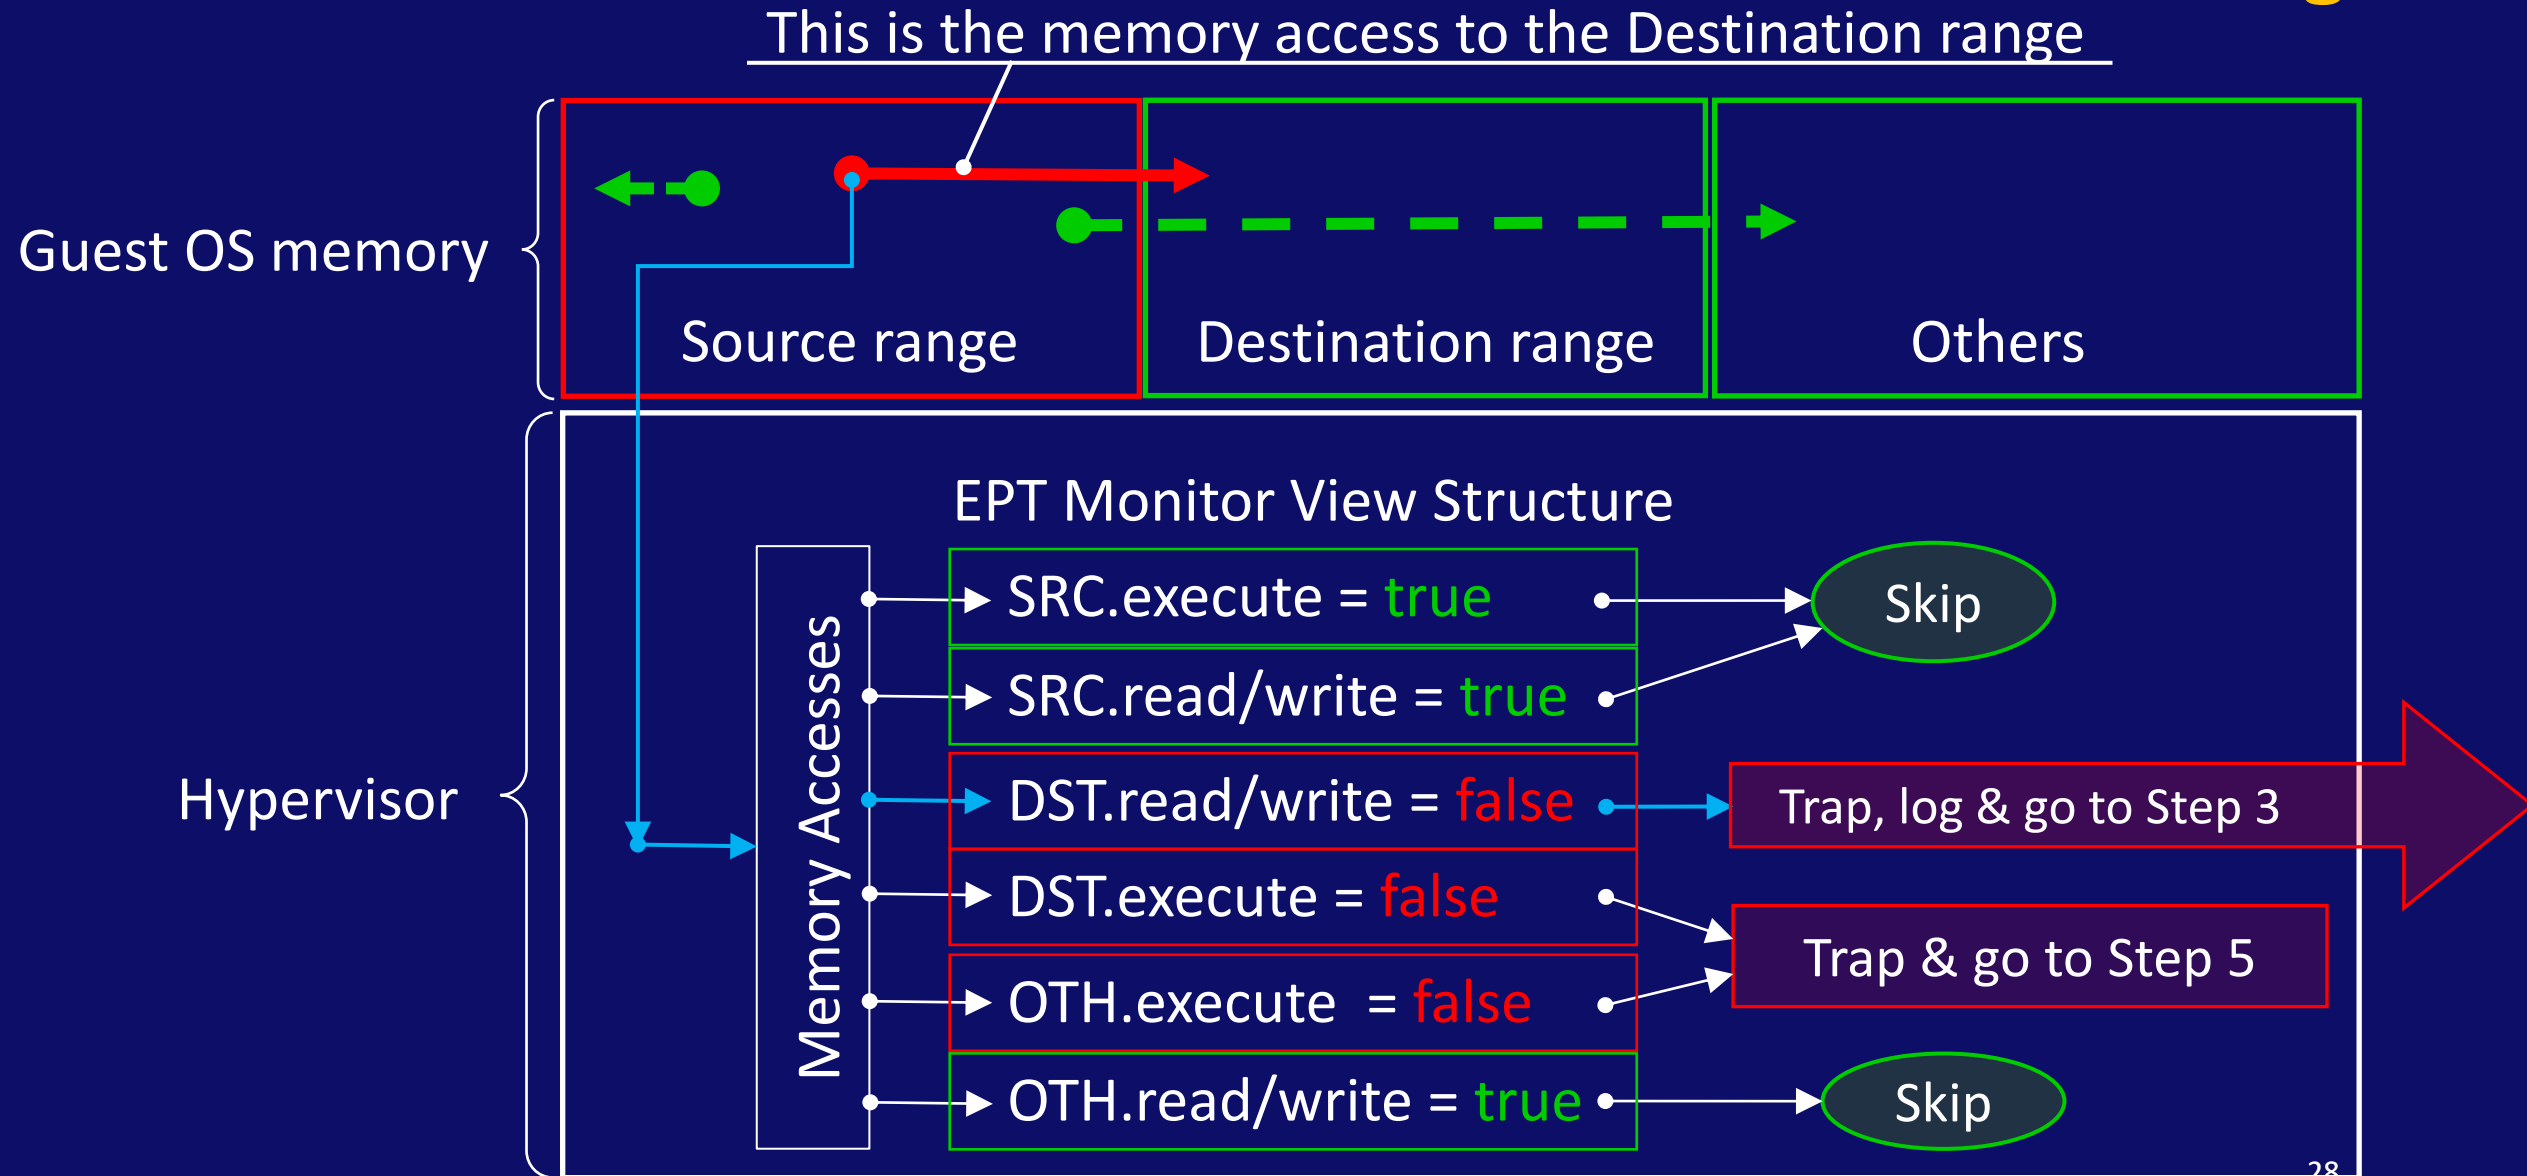 This is the memory access to the Destination range
Guest OS memory
Source range
Destination range
Others
Hypervisor
EPT Monitor View Structure
Memory Accesses
SRC.execute = true
Skip
SRC.read/write = true
DST.read/write = false
Trap, log & go to Step 3
DST.execute = false
Trap & go to Step 5
OTH.execute = false
OTH.read/write = true
Skip
28